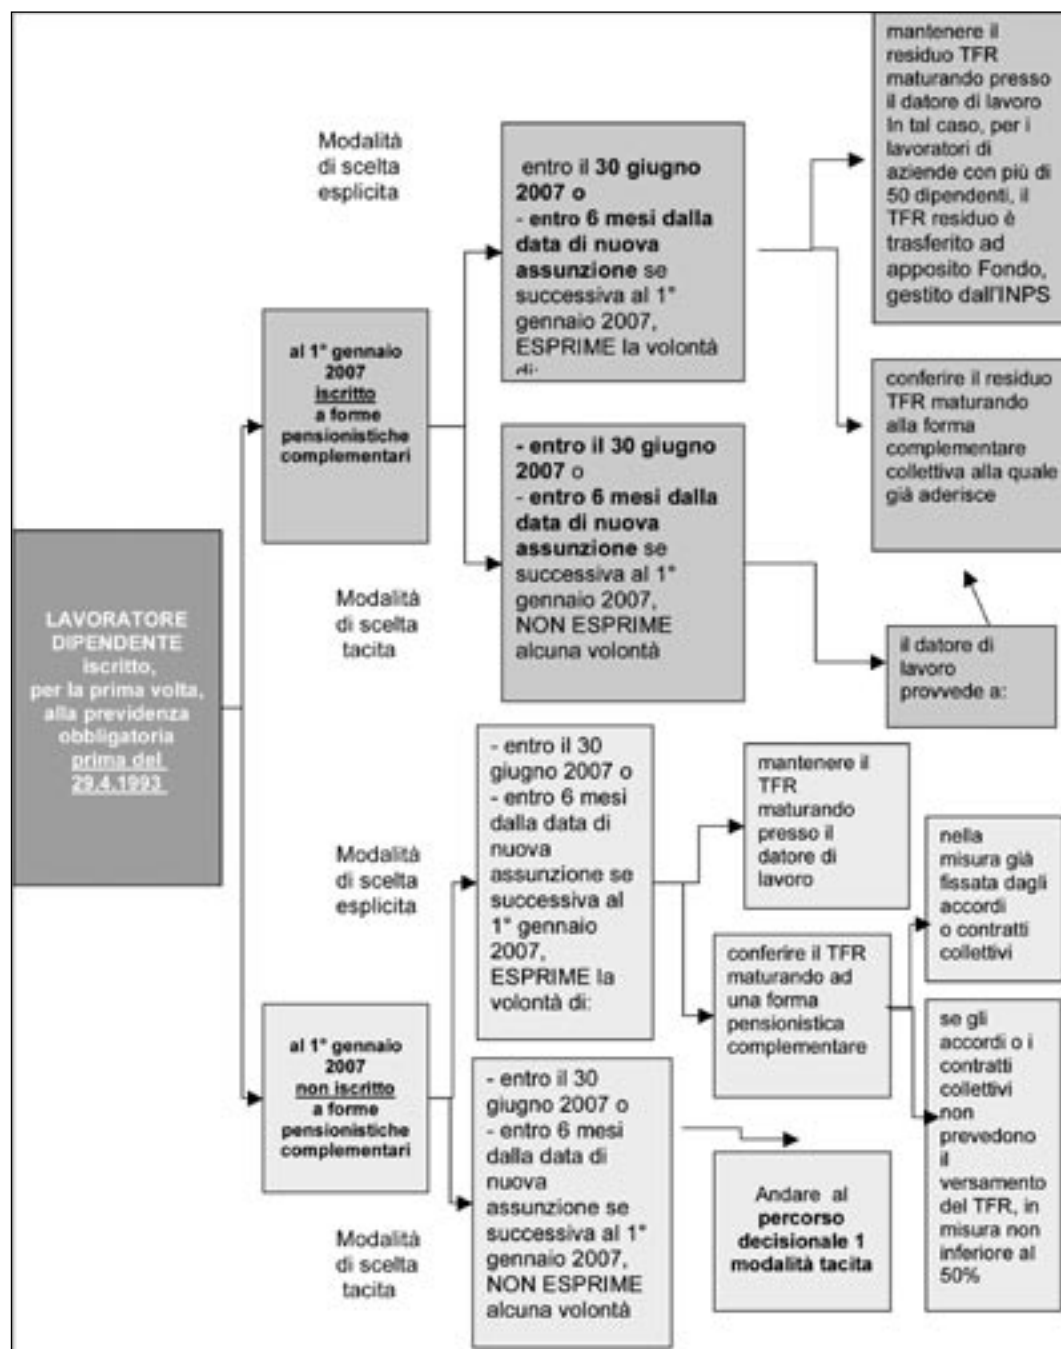 LAVORATORE
DIPENDENTE
iscritto,
per la prima volta,
alla previdenza
obbligatoria
prima del
29.4.1993
al 1° gennaio
2007
iscritto
a forme
pensionistiche
complementari
Modalità
di scelta
esplicita
entro il 30 giugno
2007 o
- entro 6 mesi dalla
data di nuova
assunzione se
successiva al 1°
gennaio 2007,
ESPRIME la volontà
di:
mantenere il
residuo TFR
maturando presso
il datore di lavoro
In tal caso, per i
lavoratori di
aziende con più di
50 dipendenti, il
TFR residuo è
trasferito ad
apposito Fondo,
gestito dall'INPS
conferire il residuo
TFR maturando
alla forma
complementare
collettiva alla quale
già aderisce
Modalità
di scelta
tacita
- entro il 30 giugno
2007 o
- entro 6 mesi dalla
data di nuova
assunzione se
successiva al 1°
gennaio 2007,
NON ESPRIME
alcuna volontà
il datore di
lavoro
provvede a:
al 1° gennaio
2007
non iscritto
a forme
pensionistiche
complementari
Modalità
di scelta
esplicita
- entro il 30
giugno 2007 o
- entro 6 mesi
dalla data di
nuova
assunzione se
successiva al
1° gennaio
2007,
ESPRIME la
volontà di:
mantenere il
TFR
maturando
presso il
datore di
lavoro
conferire il TFR
maturando ad
una forma
pensionistica
complementare
nella
misura già
fissata dagli
accordi
o contratti
collettivi
se gli
accordi o i
contratti
collettivi
non
prevedono
il
versamento
del TFR, in
misura non
inferiore al
50%
Modalità
di scelta
tacita
- entro il 30
giugno 2007 o
- entro 6 mesi
dalla data di
nuova
assunzione se
successiva al 1°
gennaio 2007,
NON ESPRIME
alcuna volontà
Andare al
percorso
decisionale 1
modalità tacita